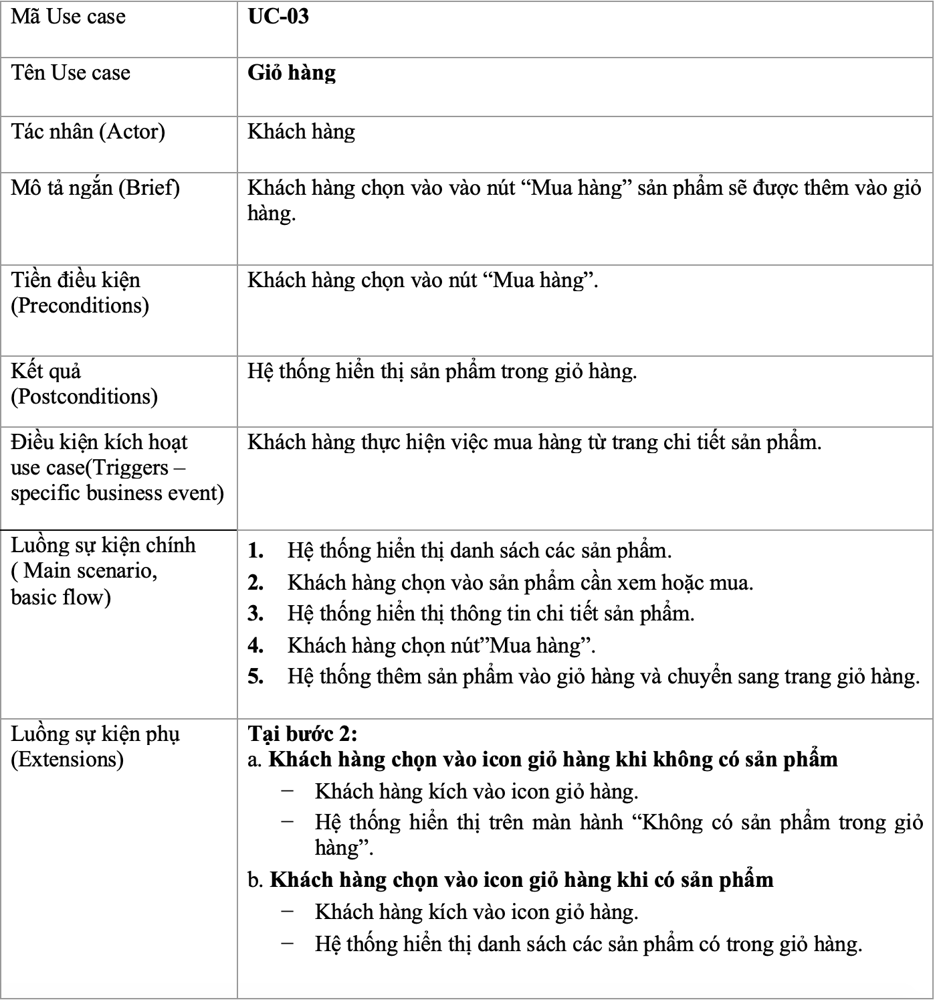 Mã Use case
UC-03
Tên Use case
Giỏ hàng
Tác nhân (Actor)
Khách hàng
Mô tả ngắn (Brief)
Khách hàng chọn vào vào nút “Mua hàng” sản phẩm sẽ được thêm vào giỏ
hàng.
Tiền điều kiện
(Preconditions)
Khách hàng chọn vào nút “Mua hàng”.
Kết quả
(Postconditions)
Hệ thống hiển thị sản phẩm trong giỏ hàng.
Điều kiện kích hoạt
use case(Triggers –
specific business event)
Khách hàng thực hiện việc mua hàng từ trang chi tiết sản phẩm.
Luồng sự kiện chính
( Main scenario,
basic flow)
1. Hệ thống hiển thị danh sách các sản phẩm.
2. Khách hàng chọn vào sản phẩm cần xem hoặc mua.
3. Hệ thống hiển thị thông tin chi tiết sản phẩm.
4. Khách hàng chọn nút”Mua hàng”.
5. Hệ thống thêm sản phẩm vào giỏ hàng và chuyển sang trang giỏ hàng.
Luồng sự kiện phụ
(Extensions)
Tại bước 2:
a. Khách hàng chọn vào icon giỏ hàng khi không có sản phẩm
– Khách hàng kích vào icon giỏ hàng.
– Hệ thống hiển thị trên màn hành “Không có sản phẩm trong giỏ
hàng”.
b. Khách hàng chọn vào icon giỏ hàng khi có sản phẩm
– Khách hàng kích vào icon giỏ hàng.
– Hệ thống hiển thị danh sách các sản phẩm có trong giỏ hàng.